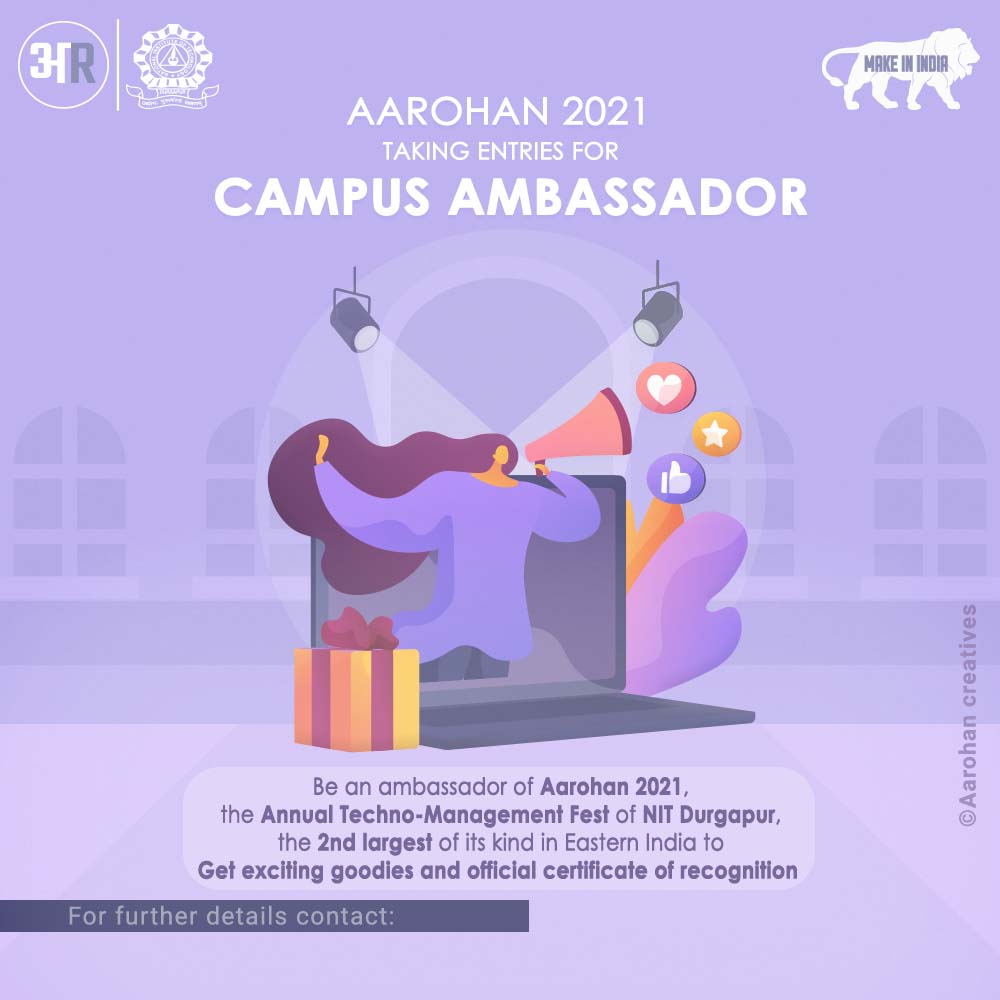 अR
MAKE IN INDIA
AAROHAN 2021
TAKING ENTRIES FOR
CAMPUS AMBASSADOR
©Aarohan creatives
Be an ambassador of Aarohan 2021,
the Annual Techno-Management Fest of NIT Durgapur,
the 2nd largest of its kind in Eastern India to
Get exciting goodies and official certificate of recognition
For further details contact: